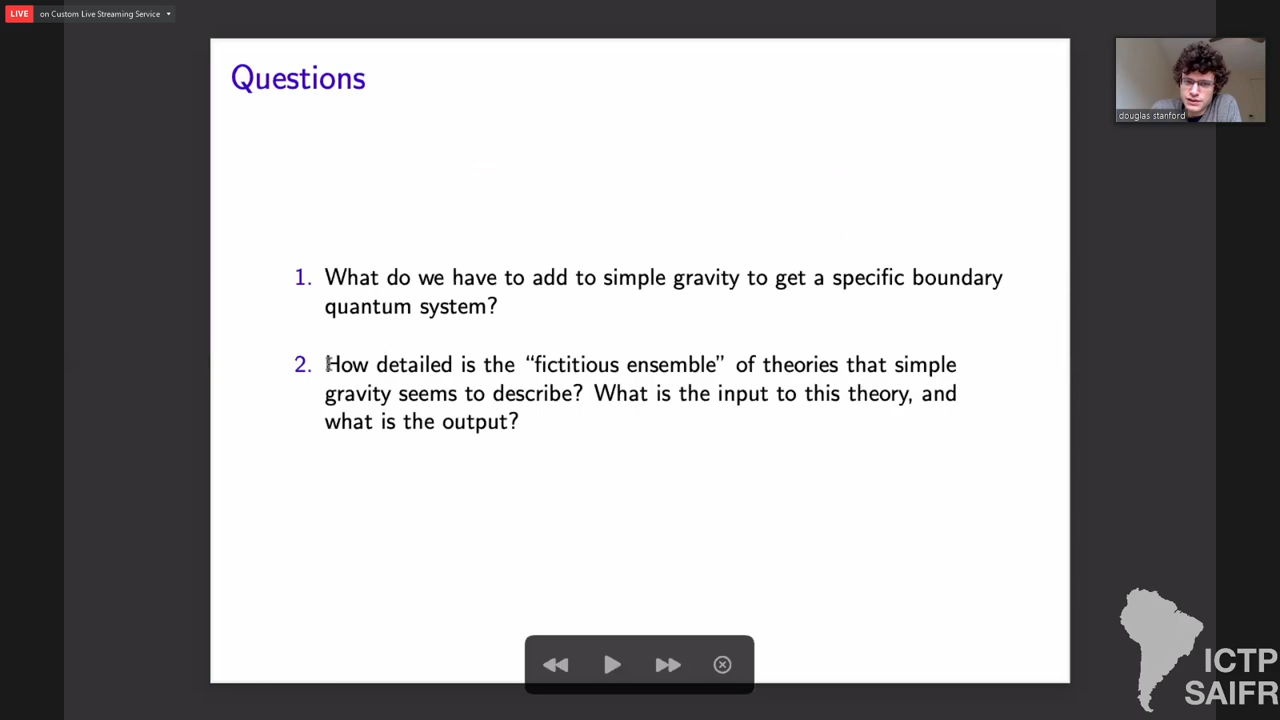 LIVE on Custom Live Streaming Service
Questions
douglas stanford
1. What do we have to add to simple gravity to get a specific boundary
quantum system?
2. How detailed is the “fictitious ensemble” of theories that simple
gravity seems to describe? What is the input to this theory, and
what is the output?
ICTP
SAIFR